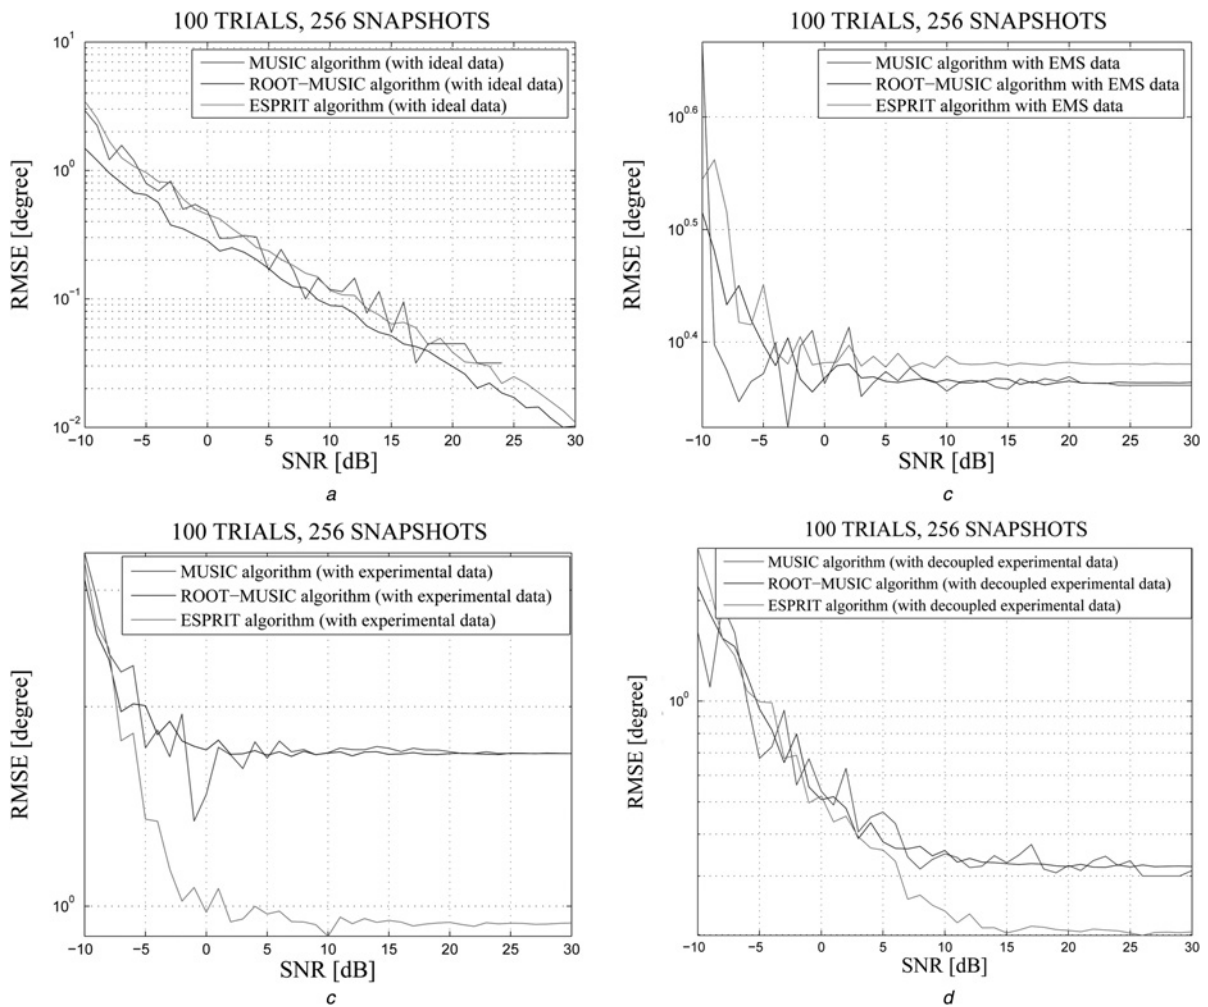 100 TRIALS, 256 SNAPSHOTS
10^1
10^0
10^-1
10^-2
RMSE [degree]
MUSIC algorithm (with ideal data)
ROOT−MUSIC algorithm (with ideal data)
ESPRIT algorithm (with ideal data)
−10 −5 0 5 10 15 20 25 30
SNR [dB]
a
100 TRIALS, 256 SNAPSHOTS
10^0.6
10^0.5
10^0.4
RMSE [degree]
MUSIC algorithm with EMS data
ROOT−MUSIC algorithm with EMS data
ESPRIT algorithm with EMS data
−10 −5 0 5 10 15 20 25 30
SNR [dB]
c
100 TRIALS, 256 SNAPSHOTS
10^0
RMSE [degree]
MUSIC algorithm (with experimental data)
ROOT−MUSIC algorithm (with experimental data)
ESPRIT algorithm (with experimental data)
−10 −5 0 5 10 15 20 25 30
SNR [dB]
c
100 TRIALS, 256 SNAPSHOTS
10^0
RMSE [degree]
MUSIC algorithm (with decoupled experimental data)
ROOT−MUSIC algorithm (with decoupled experimental data)
ESPRIT algorithm (with decoupled experimental data)
−10 −5 0 5 10 15 20 25 30
SNR [dB]
d